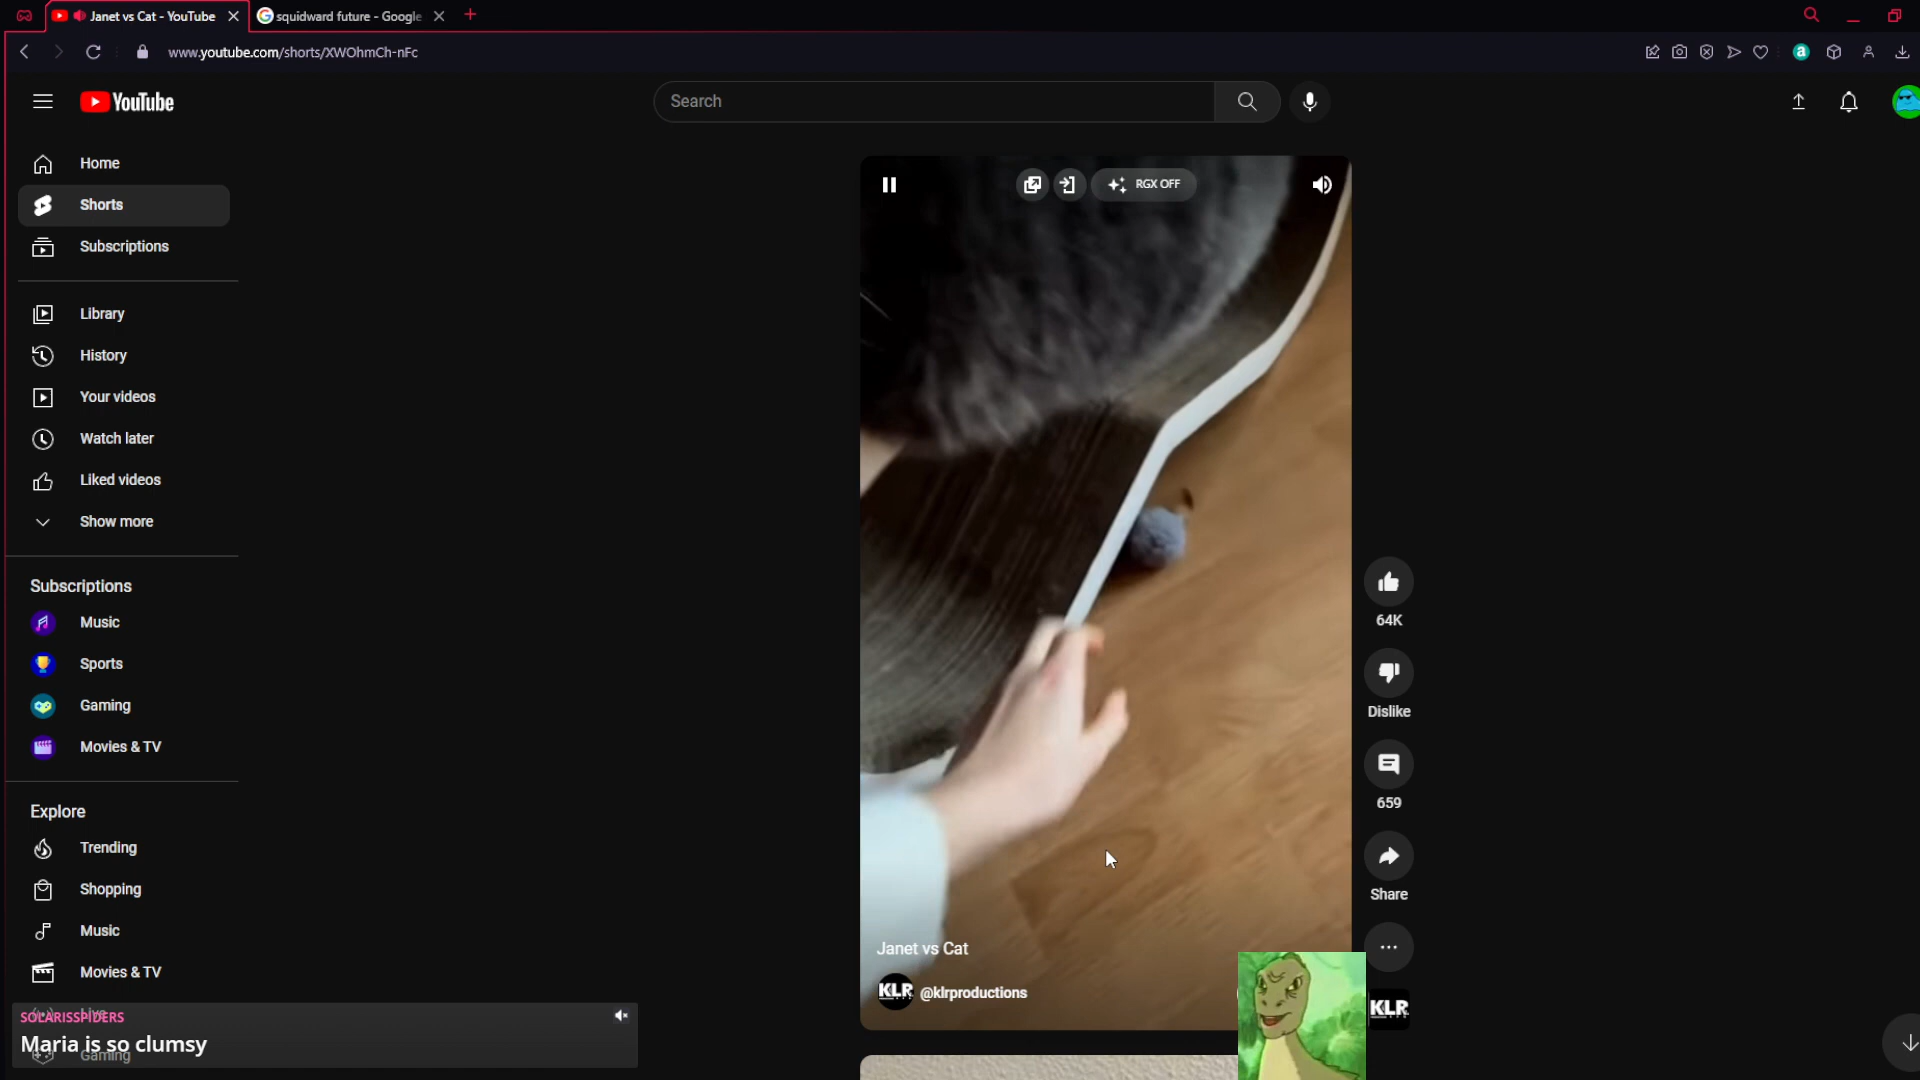 Janet vs Cat - YouTube
squidward future - Google
www.youtube.com/shorts/XWOhmCh-nFc
YouTube
Search
Home
Shorts
Subscriptions
Library
History
Your videos
Watch later
Liked videos
Show more
Subscriptions
Music
Sports
Gaming
Movies & TV
Explore
Trending
Shopping
Music
Movies & TV
Live
Gaming
SOLARISSPIDERS
Maria is so clumsy
RGX OFF
Janet vs Cat
KLR @klrproductions
64K
Dislike
659
Share
KLR